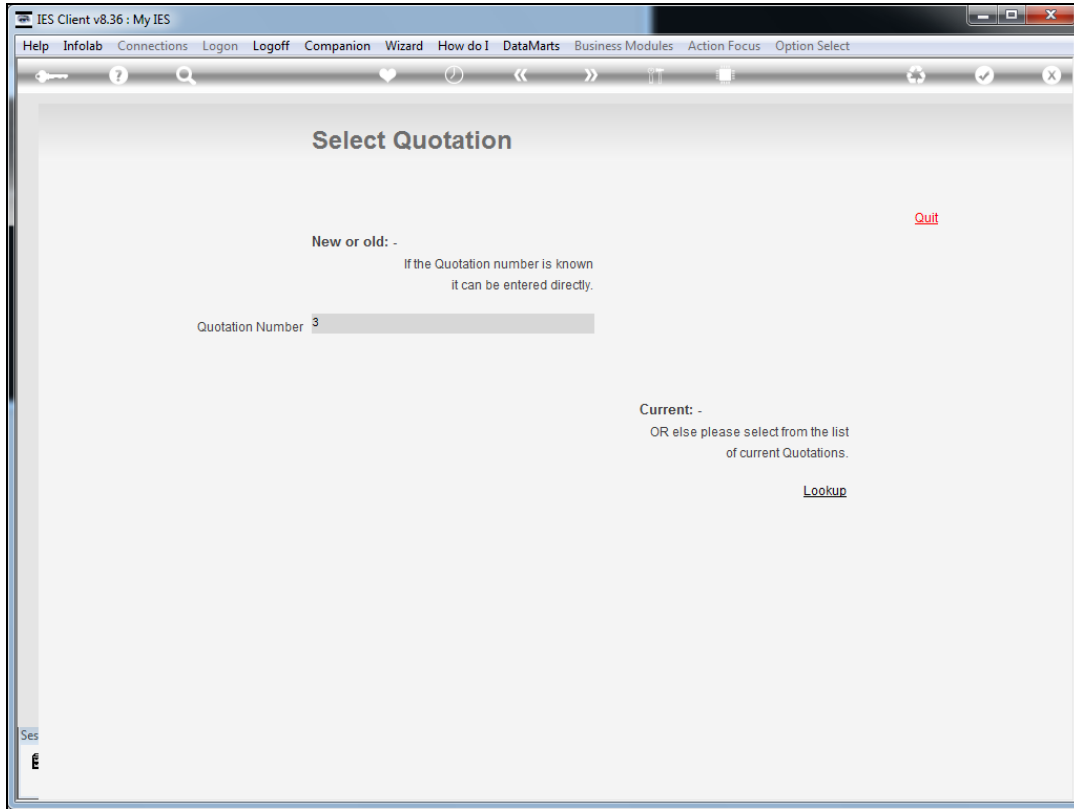 IES Client v8.36 : My IES
Help Infolab Connections Logon Logoff Companion Wizard How do I DataMarts Business Modules Action Focus Option Select
Select Quotation
Quit
New or old: -
If the Quotation number is known
it can be entered directly.
Quotation Number 3
Current: -
OR else please select from the list
of current Quotations.
Lookup
Ses